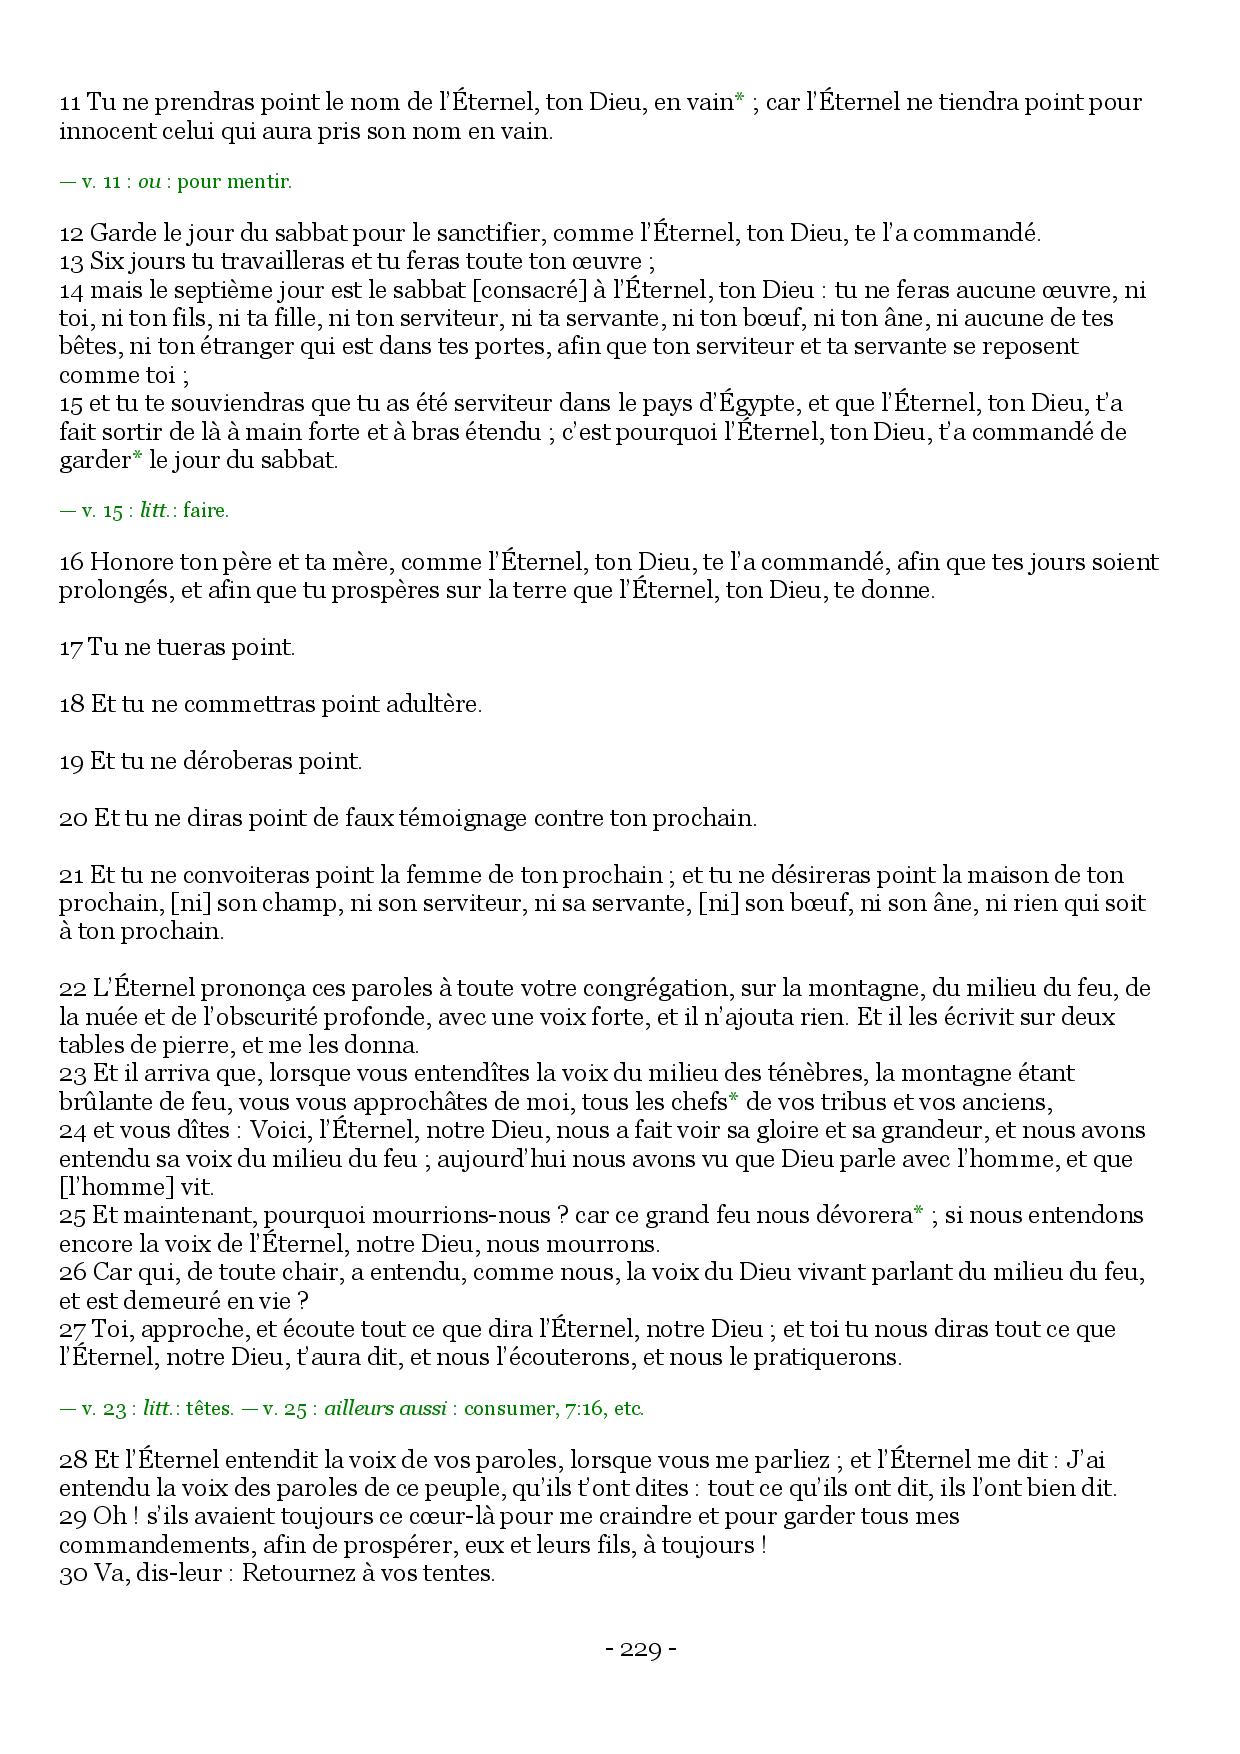 11 Tu ne prendras point le nom de l’Éternel, ton Dieu, en vain* ; car l’Éternel ne tiendra point pour
innocent celui qui aura pris son nom en vain.
— v. 11 : ou : pour mentir.
12 Garde le jour du sabbat pour le sanctifier, comme l’Éternel, ton Dieu, te l’a commandé.
13 Six jours tu travailleras et tu feras toute ton œuvre ;
14 mais le septième jour est le sabbat [consacré] à l’Éternel, ton Dieu : tu ne feras aucune œuvre, ni
toi, ni ton fils, ni ta fille, ni ton serviteur, ni ta servante, ni ton bœuf, ni ton âne, ni aucune de tes
bêtes, ni ton étranger qui est dans tes portes, afin que ton serviteur et ta servante se reposent
comme toi ;
15 et tu te souviendras que tu as été serviteur dans le pays d’Égypte, et que l’Éternel, ton Dieu, t’a
fait sortir de là à main forte et à bras étendu ; c’est pourquoi l’Éternel, ton Dieu, t’a commandé de
garder* le jour du sabbat.
— v. 15 : litt.: faire.
16 Honore ton père et ta mère, comme l’Éternel, ton Dieu, te l’a commandé, afin que tes jours soient
prolongés, et afin que tu prospères sur la terre que l’Éternel, ton Dieu, te donne.
17 Tu ne tueras point.
18 Et tu ne commettras point adultère.
19 Et tu ne déroberas point.
20 Et tu ne diras point de faux témoignage contre ton prochain.
21 Et tu ne convoiteras point la femme de ton prochain ; et tu ne désireras point la maison de ton
prochain, [ni] son champ, ni son serviteur, ni sa servante, [ni] son bœuf, ni son âne, ni rien qui soit
à ton prochain.
22 L’Éternel prononça ces paroles à toute votre congrégation, sur la montagne, du milieu du feu, de
la nuée et de l’obscurité profonde, avec une voix forte, et il n’ajouta rien. Et il les écrivit sur deux
tables de pierre, et me les donna.
23 Et il arriva que, lorsque vous entendîtes la voix du milieu des ténèbres, la montagne étant
brûlante de feu, vous vous approchâtes de moi, tous les chefs* de vos tribus et vos anciens,
24 et vous dîtes : Voici, l’Éternel, notre Dieu, nous a fait voir sa gloire et sa grandeur, et nous avons
entendu sa voix du milieu du feu ; aujourd’hui nous avons vu que Dieu parle avec l’homme, et que
[l’homme] vit.
25 Et maintenant, pourquoi mourrions-nous ? car ce grand feu nous dévorera* ; si nous entendons
encore la voix de l’Éternel, notre Dieu, nous mourrons.
26 Car qui, de toute chair, a entendu, comme nous, la voix du Dieu vivant parlant du milieu du feu,
et est demeuré en vie ?
27 Toi, approche, et écoute tout ce que dira l’Éternel, notre Dieu ; et toi tu nous diras tout ce que
l’Éternel, notre Dieu, t’aura dit, et nous l’écouterons, et nous le pratiquerons.
— v. 23 : litt.: têtes. — v. 25 : ailleurs aussi : consumer, 7:16, etc.
28 Et l’Éternel entendit la voix de vos paroles, lorsque vous me parliez ; et l’Éternel me dit : J’ai
entendu la voix des paroles de ce peuple, qu’ils t’ont dites : tout ce qu’ils ont dit, ils l’ont bien dit.
29 Oh ! s’ils avaient toujours ce cœur-là pour me craindre et pour garder tous mes
commandements, afin de prospérer, eux et leurs fils, à toujours !
30 Va, dis-leur : Retournez à vos tentes.
- 229 -